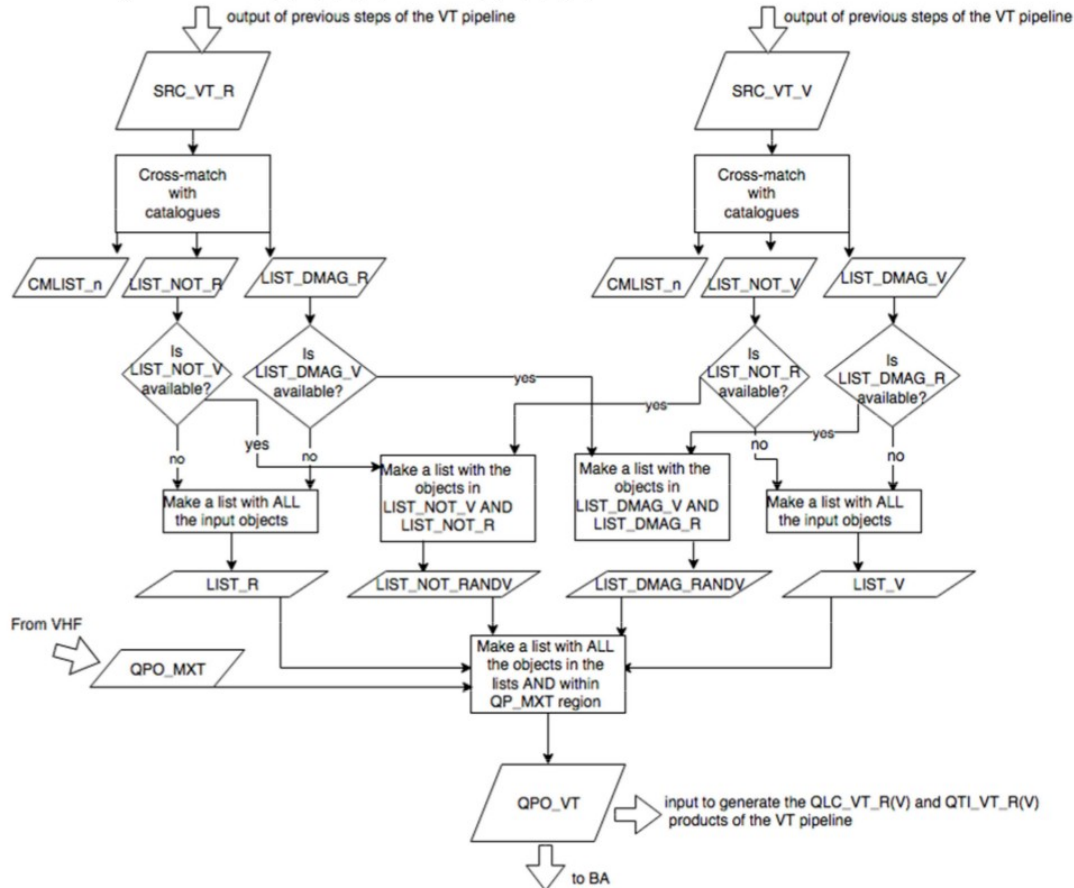 output of previous steps of the VT pipeline
output of previous steps of the VT pipeline
SRC_VT_R
SRC_VT_V
Cross-match
with
catalogues
Cross-match
with
catalogues
CMLIST_n
LIST_NOT_R
LIST_DMAG_R
CMLIST_n
LIST_NOT_V
LIST_DMAG_V
Is
LIST_NOT_V
available?
Is
LIST_DMAG_V
available?
Is
LIST_NOT_R
available?
Is
LIST_DMAG_R
available?
yes
yes
yes
yes
no
no
no
no
Make a list with ALL
the input objects
Make a list with the
objects in
LIST_NOT_V AND
LIST_NOT_R
Make a list with the
objects in
LIST_DMAG_V AND
LIST_DMAG_R
Make a list with ALL
the input objects
LIST_R
LIST_NOT_RANDV
LIST_DMAG_RANDV
LIST_V
From VHF
QPO_MXT
Make a list with ALL
the objects in the
lists AND within
QP_MXT region
QPO_VT
input to generate the QLC_VT_R(V) and QTI_VT_R(V)
products of the VT pipeline
to BA